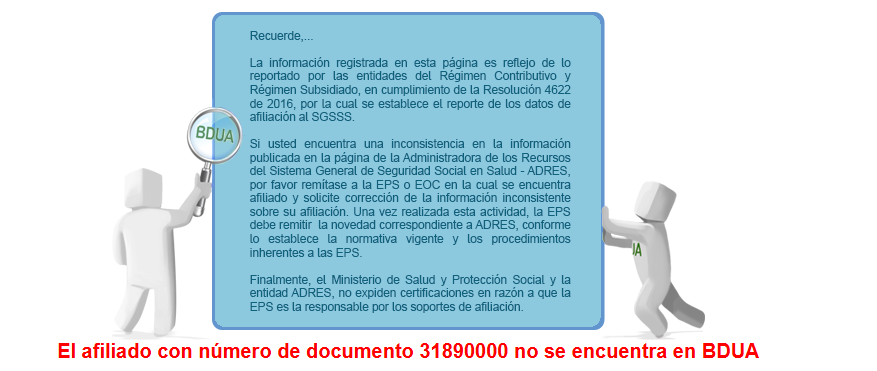 Recuerde,...
La información registrada en esta página es reflejo de lo
reportado por las entidades del Régimen Contributivo y
Régimen Subsidiado, en cumplimiento de la Resolución 4622
de 2016, por la cual se establece el reporte de los datos de
afiliación al SGSSS.
BDUA
Si usted encuentra una inconsistencia en la información
publicada en la página de la Administradora de los Recursos
del Sistema General de Seguridad Social en Salud - ADRES,
por favor remítase a la EPS o EOC en la cual se encuentra
afiliado y solicite corrección de la información inconsistente
sobre su afiliación. Una vez realizada esta actividad, la EPS
debe remitir la novedad correspondiente a ADRES, conforme
lo establece la normativa vigente y los procedimientos
inherentes a las EPS.
UA
Finalmente, el Ministerio de Salud y Protección Social y la
entidad ADRES, no expiden certificaciones en razón a que la
EPS es la responsable por los soportes de afiliación.
El afiliado con número de documento 31890000 no se encuentra en BDUA